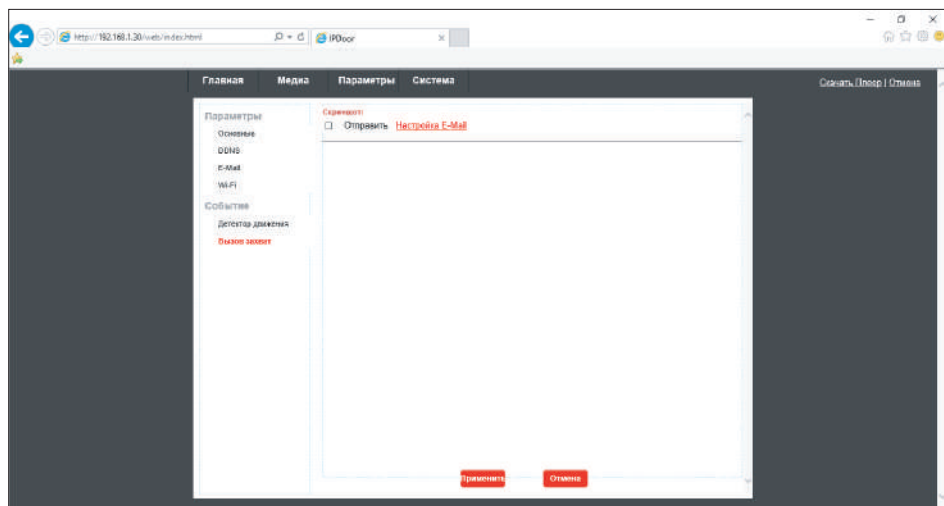 http://192.168.1.30/web/index.html
IPDoor
Главная Медиа Параметры Система
Скачать Плеер | Отмена
Параметры
Основные
DDNS
E-Mail
Wi-Fi
Событие
Детектор движения
Вызов захват
Скриншот
Отправить Настройка E-Mail
Применить Отмена